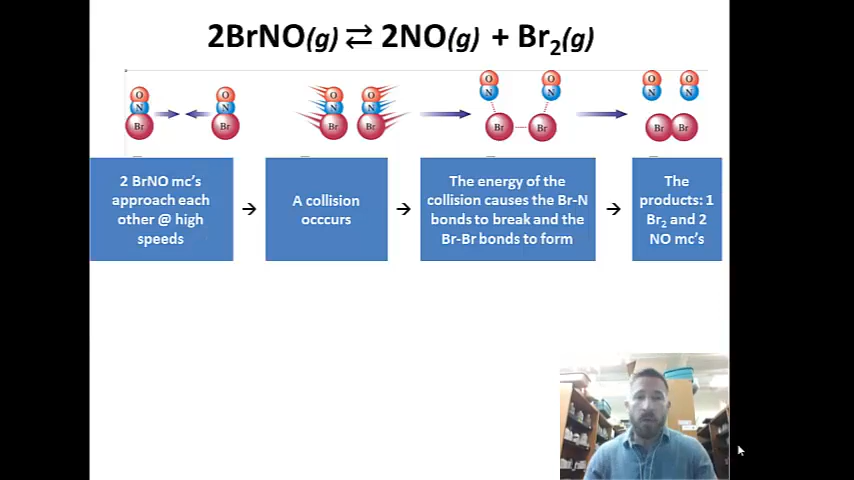 2BrNO(g) ⇄ 2NO(g) + Br₂(g)
O O O O O O O O
N N N N N N N N
Br Br Br Br Br Br Br Br
2 BrNO mc's
approach each
other @ high
speeds
→
A collision
occcurs
→
The energy of the
collision causes the Br-N
bonds to break and the
Br-Br bonds to form
→
The
products: 1
Br₂ and 2
NO mc's